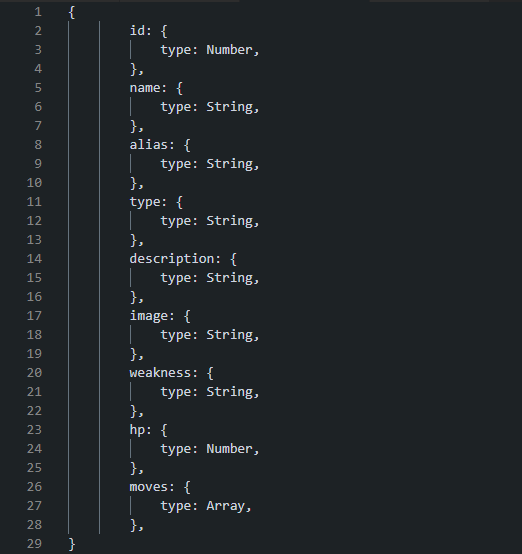 1 {
2 id: {
3 type: Number,
4 },
5 name: {
6 type: String,
7 },
8 alias: {
9 type: String,
10 },
11 type: {
12 type: String,
13 },
14 description: {
15 type: String,
16 },
17 image: {
18 type: String,
19 },
20 weakness: {
21 type: String,
22 },
23 hp: {
24 type: Number,
25 },
26 moves: {
27 type: Array,
28 },
29 }